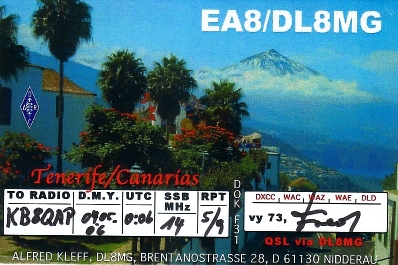 EA8/DL8MG
Tenerife/Canarias
TO RADIO D.M.Y. UTC SSB MHz RPT
KB8QAP 09 05 06 0:06 14 5/9
DOK F31
DXCC, WAC, WAZ, WAE, DLD
vy 73, Fred
QSL via DL8MG
ALFRED KLEFF, DL8MG, BRENTANOSTRASSE 28, D 61130 NIDDERAU